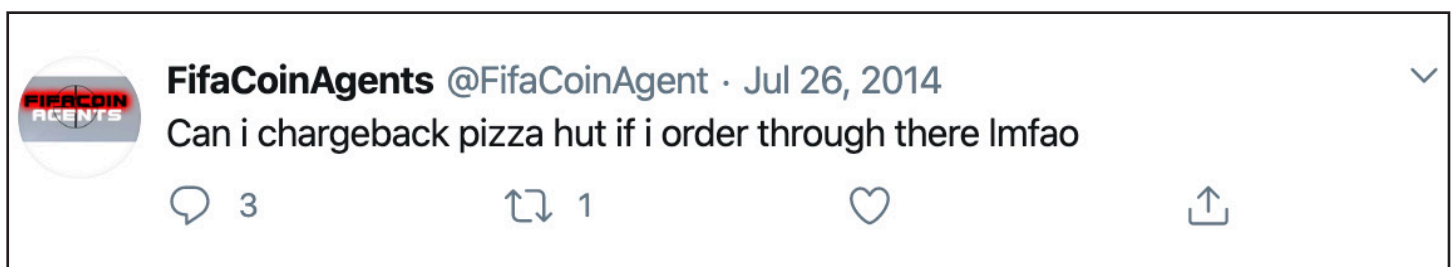 FIFACOIN
AGENTS
FifaCoinAgents @FifaCoinAgent · Jul 26, 2014
Can i chargeback pizza hut if i order through there lmfao
3 1